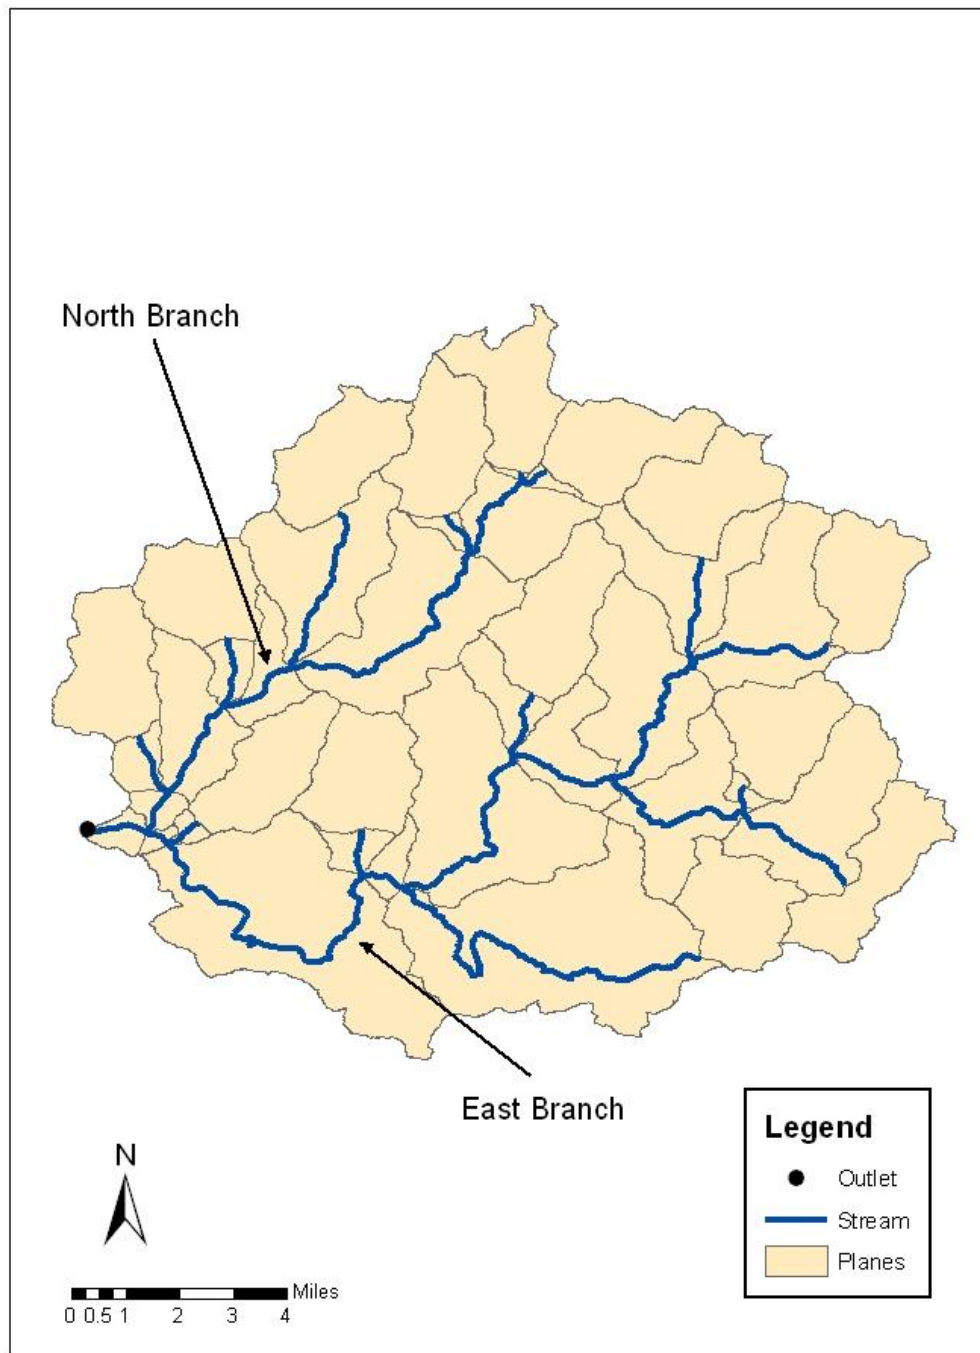 North Branch
East Branch
N
Miles
0 0.5 1 2 3 4
Legend
Outlet
Stream
Planes